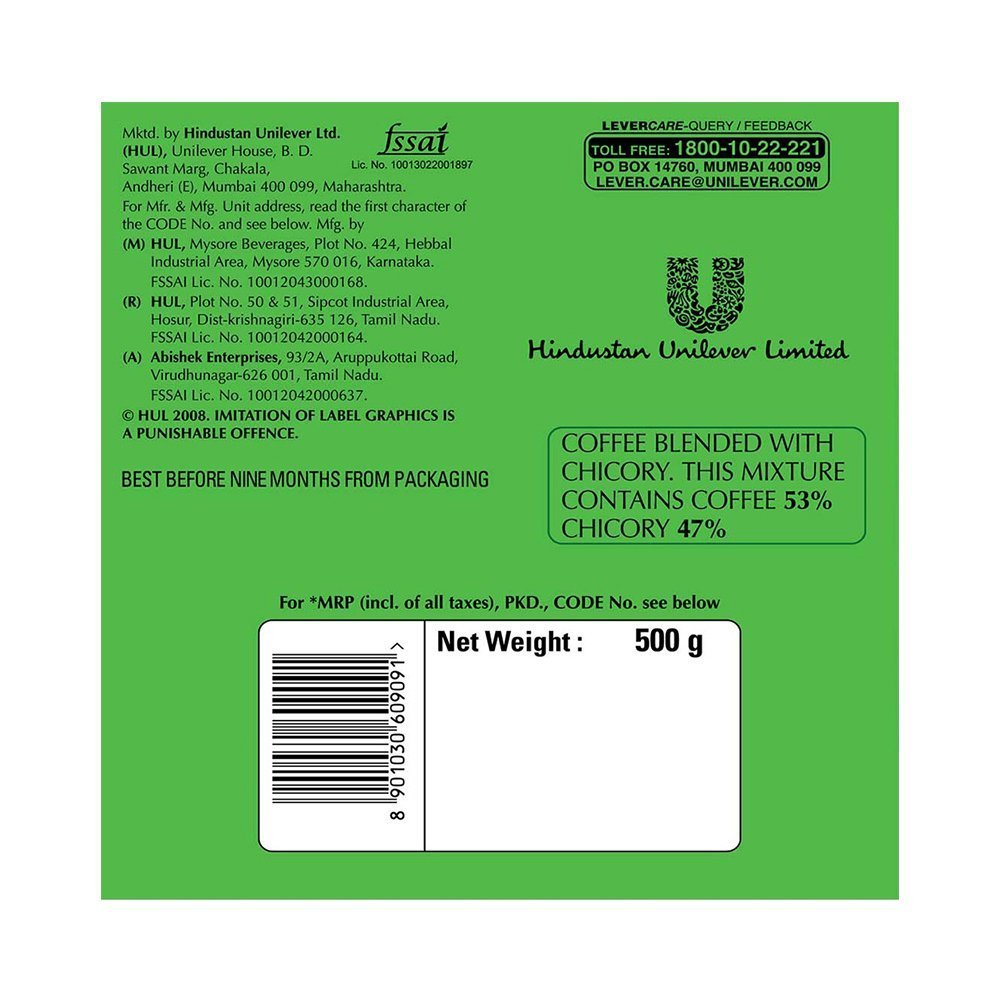 Mktd. by Hindustan Unilever Ltd.
(HUL), Unilever House, B. D.
Sawant Marg, Chakala,
Andheri (E), Mumbai 400 099, Maharashtra.
fssai
Lic. No. 10013022001897
For Mfr. & Mfg. Unit address, read the first character of
the CODE No. and see below. Mfg. by
(M) HUL, Mysore Beverages, Plot No. 424, Hebbal
Industrial Area, Mysore 570 016, Karnataka.
FSSAI Lic. No. 10012043000168.
(R) HUL, Plot No. 50 & 51, Sipcot Industrial Area,
Hosur, Dist-krishnagiri-635 126, Tamil Nadu.
FSSAI Lic. No. 10012042000164.
(A) Abishek Enterprises, 93/2A, Aruppukottai Road,
Virudhunagar-626 001, Tamil Nadu.
FSSAI Lic. No. 10012042000637.
© HUL 2008. IMITATION OF LABEL GRAPHICS IS
A PUNISHABLE OFFENCE.
BEST BEFORE NINE MONTHS FROM PACKAGING
LEVERCARE-QUERY / FEEDBACK
TOLL FREE: 1800-10-22-221
PO BOX 14760, MUMBAI 400 099
LEVER.CARE@UNILEVER.COM
Hindustan Unilever Limited
COFFEE BLENDED WITH
CHICORY. THIS MIXTURE
CONTAINS COFFEE 53%
CHICORY 47%
For *MRP (incl. of all taxes), PKD., CODE No. see below
8 901030 609091 >
Net Weight : 500 g